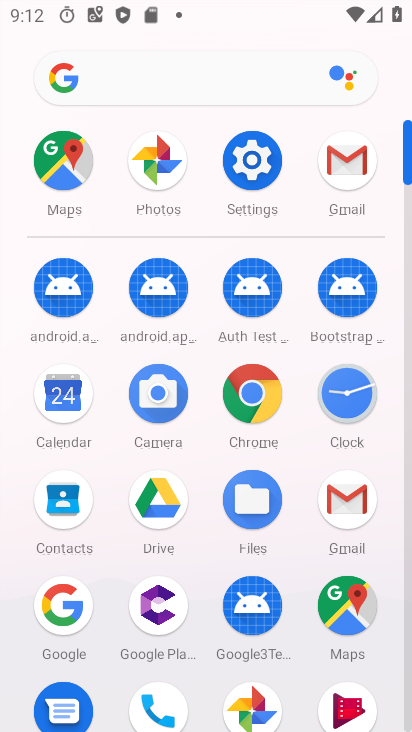 9:12
Maps Photos Settings Gmail
android.a... android.ap... Auth Test ... Bootstrap ...
24
Calendar Camera Chrome Clock
Contacts Drive Files Gmail
Google Google Pla... Google3Te... Maps